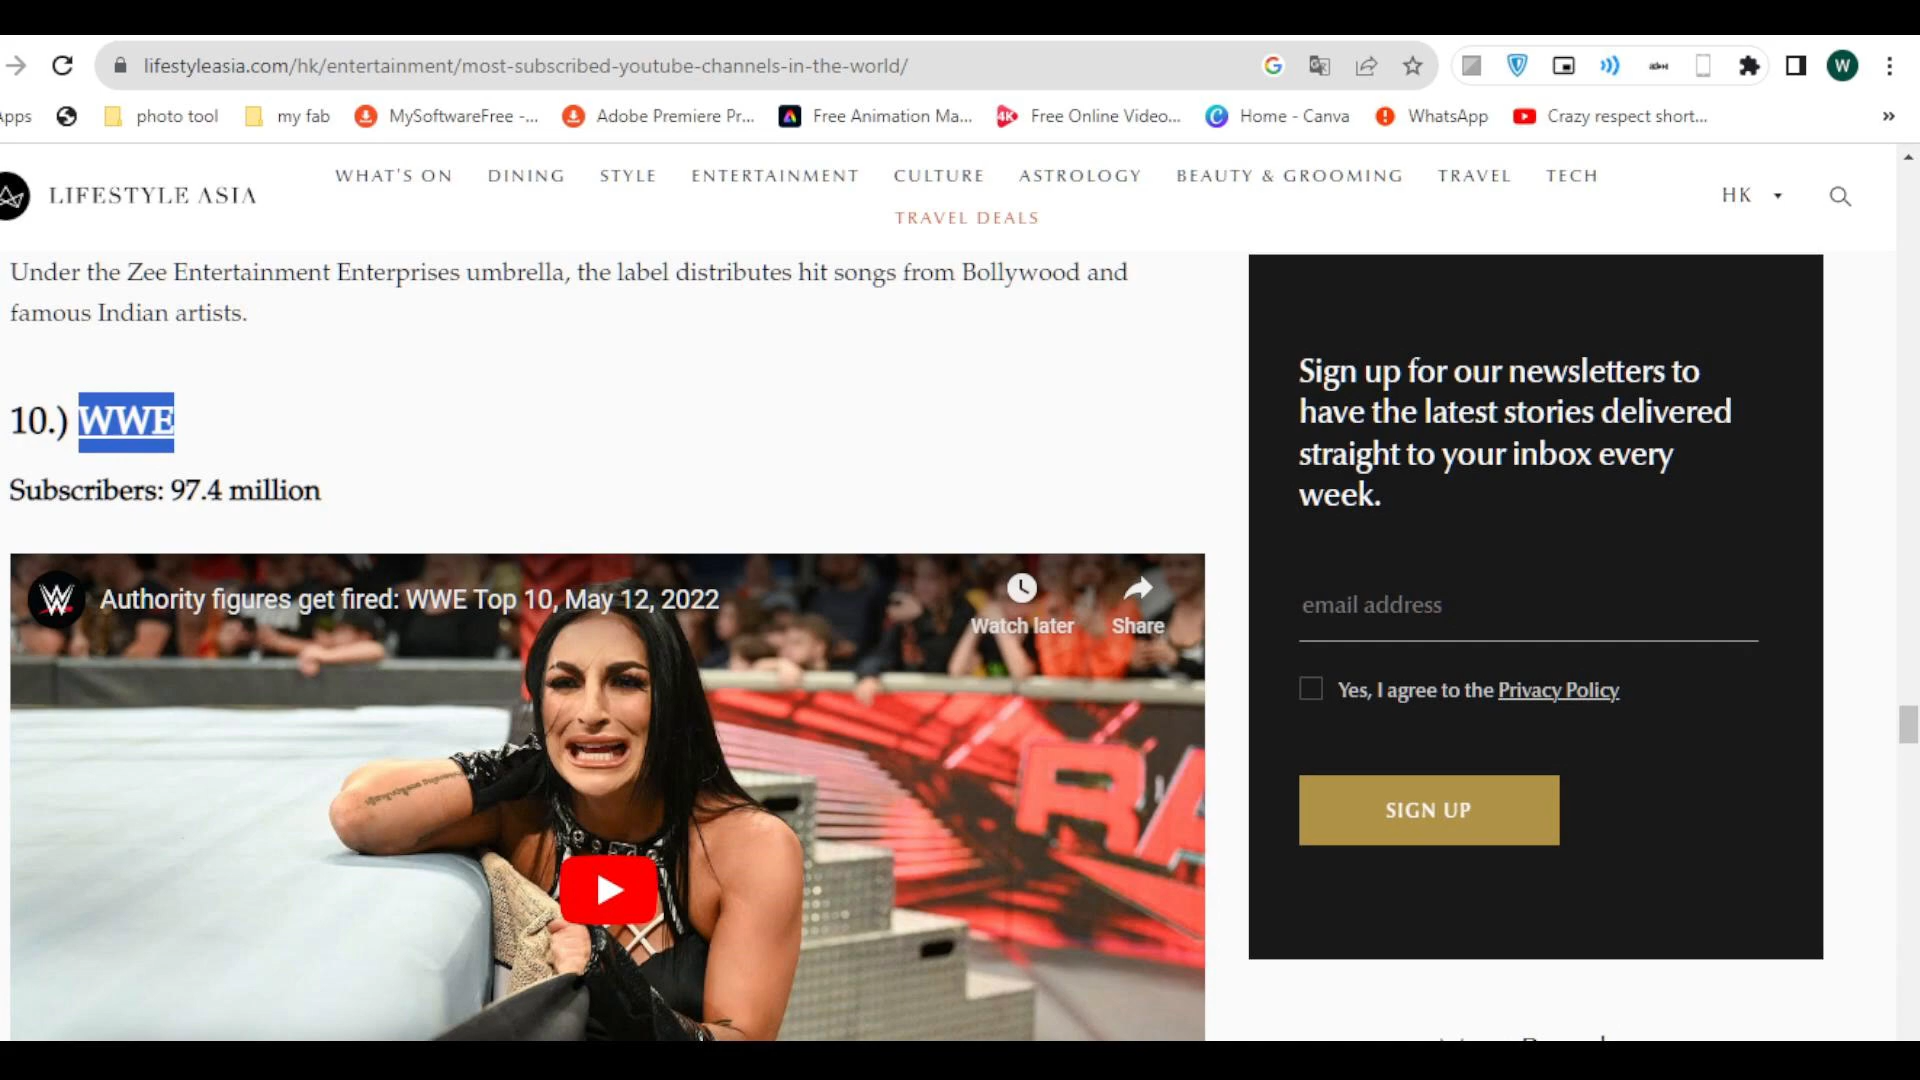 lifestyleasia.com/hk/entertainment/most-subscribed-youtube-channels-in-the-world/
W
photo tool
my fab
MySoftwareFree -...
Adobe Premiere Pr...
Free Animation Ma...
4K
Free Online Video...
Home - Canva
WhatsApp
Crazy respect short...
»
LIFESTYLE ASIA
WHAT'S ON
DINING
STYLE
ENTERTAINMENT
CULTURE
ASTROLOGY
BEAUTY & GROOMING
TRAVEL
TECH
TRAVEL DEALS
HK
Under the Zee Entertainment Enterprises umbrella, the label distributes hit songs from Bollywood and
famous Indian artists.
10.) WWE
Subscribers: 97.4 million
Authority figures get fired: WWE Top 10, May 12, 2022
Watch later
Share
Sign up for our newsletters to
have the latest stories delivered
straight to your inbox every
week.
email address
Yes, I agree to the Privacy Policy
SIGN UP